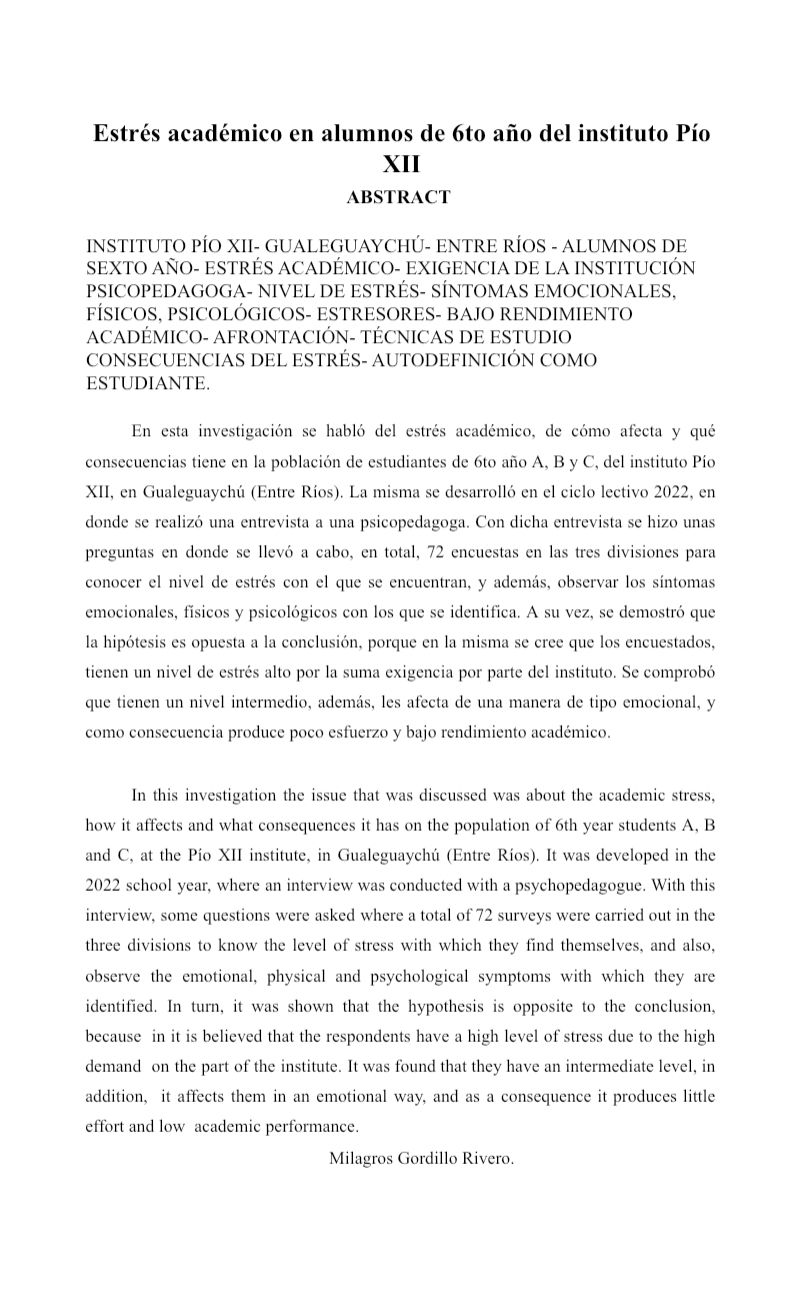 Estrés académico en alumnos de 6to año del instituto Pío
XII
ABSTRACT
INSTITUTO PÍO XII- GUALEGUAYCHÚ- ENTRE RÍOS - ALUMNOS DE
SEXTO AÑO- ESTRÉS ACADÉMICO- EXIGENCIA DE LA INSTITUCIÓN
PSICOPEDAGOGA- NIVEL DE ESTRÉS- SÍNTOMAS EMOCIONALES,
FÍSICOS, PSICOLÓGICOS- ESTRESORES- BAJO RENDIMIENTO
ACADÉMICO- AFRONTACIÓN- TÉCNICAS DE ESTUDIO
CONSECUENCIAS DEL ESTRÉS- AUTODEFINICIÓN COMO
ESTUDIANTE.
En esta investigación se habló del estrés académico, de cómo afecta y qué
consecuencias tiene en la población de estudiantes de 6to año A, B y C, del instituto Pío
XII, en Gualeguaychú (Entre Ríos). La misma se desarrolló en el ciclo lectivo 2022, en
donde se realizó una entrevista a una psicopedagoga. Con dicha entrevista se hizo unas
preguntas en donde se llevó a cabo, en total, 72 encuestas en las tres divisiones para
conocer el nivel de estrés con el que se encuentran, y además, observar los síntomas
emocionales, físicos y psicológicos con los que se identifica. A su vez, se demostró que
la hipótesis es opuesta a la conclusión, porque en la misma se cree que los encuestados,
tienen un nivel de estrés alto por la suma exigencia por parte del instituto. Se comprobó
que tienen un nivel intermedio, además, les afecta de una manera de tipo emocional, y
como consecuencia produce poco esfuerzo y bajo rendimiento académico.
In this investigation the issue that was discussed was about the academic stress,
how it affects and what consequences it has on the population of 6th year students A, B
and C, at the Pío XII institute, in Gualeguaychú (Entre Ríos). It was developed in the
2022 school year, where an interview was conducted with a psychopedagogue. With this
interview, some questions were asked where a total of 72 surveys were carried out in the
three divisions to know the level of stress with which they find themselves, and also,
observe the emotional, physical and psychological symptoms with which they are
identified. In turn, it was shown that the hypothesis is opposite to the conclusion,
because in it is believed that the respondents have a high level of stress due to the high
demand on the part of the institute. It was found that they have an intermediate level, in
addition, it affects them in an emotional way, and as a consequence it produces little
effort and low academic performance.
Milagros Gordillo Rivero.